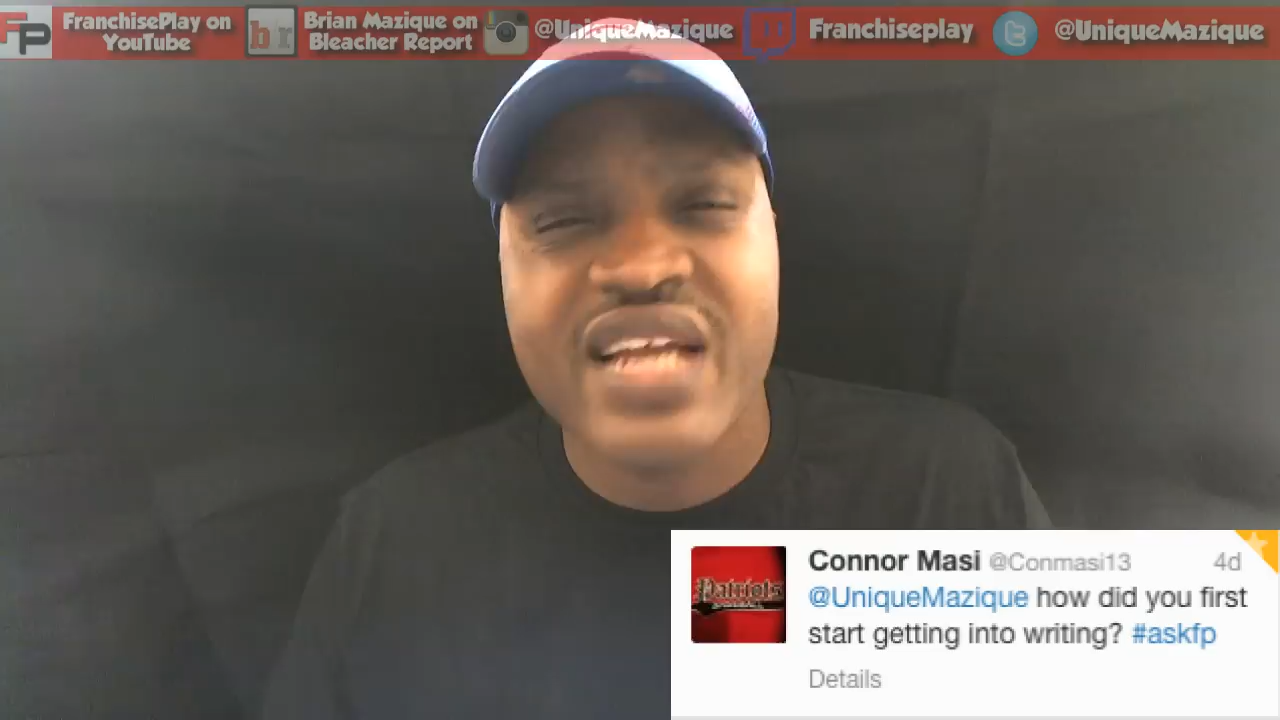 FP
FranchisePlay on
YouTube
br
Brian Mazique on
Bleacher Report
@UniqueMazique
Franchiseplay
@UniqueMazique
Connor Masi @Conmasi13 4d
@UniqueMazique how did you first
start getting into writing? #askfp
Details
Patriots